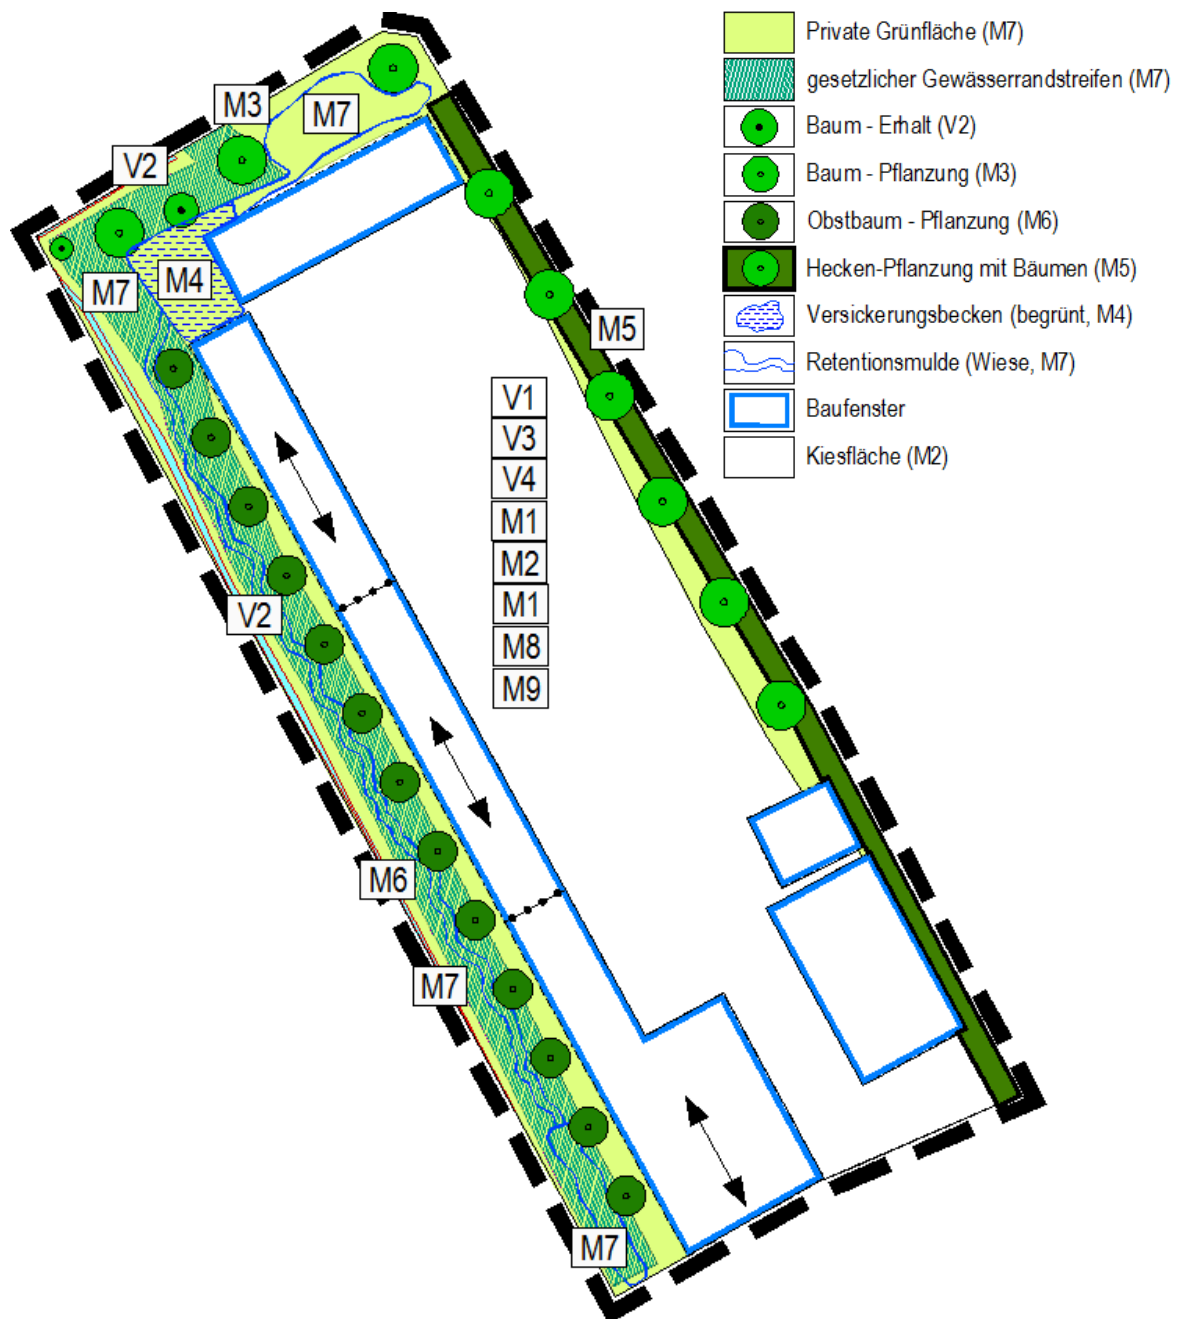 Private Grünfläche (M7)
gesetzlicher Gewässerrandstreifen (M7)
Baum - Erhalt (V2)
Baum - Pflanzung (M3)
Obstbaum - Pflanzung (M6)
Hecken-Pflanzung mit Bäumen (M5)
Versickerungsbecken (begrünt, M4)
Retentionsmulde (Wiese, M7)
Baufenster
Kiesfläche (M2)
M3
M7
V2
M4
M7
M5
V1
V3
V4
M1
M2
M1
M8
M9
V2
M6
M7
M7